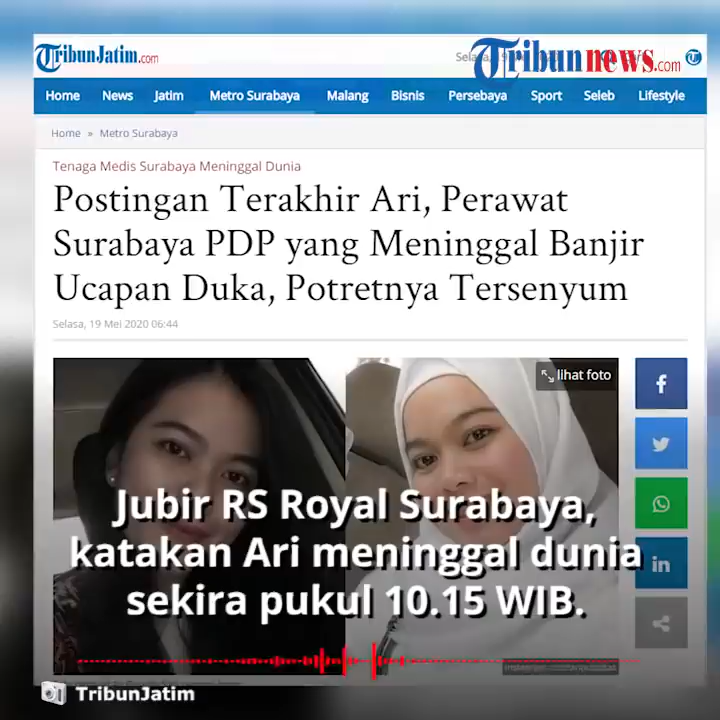 TribunJatim.com
Tribunnews.com
Home News Jatim Metro Surabaya Malang Bisnis Persebaya Sport Seleb Lifestyle
Home » Metro Surabaya
Tenaga Medis Surabaya Meninggal Dunia
Postingan Terakhir Ari, Perawat
Surabaya PDP yang Meninggal Banjir
Ucapan Duka, Potretnya Tersenyum
Selasa, 19 Mei 2020 06:44
lihat foto
Jubir RS Royal Surabaya,
katakan Ari meninggal dunia
sekira pukul 10.15 WIB.
TribunJatim